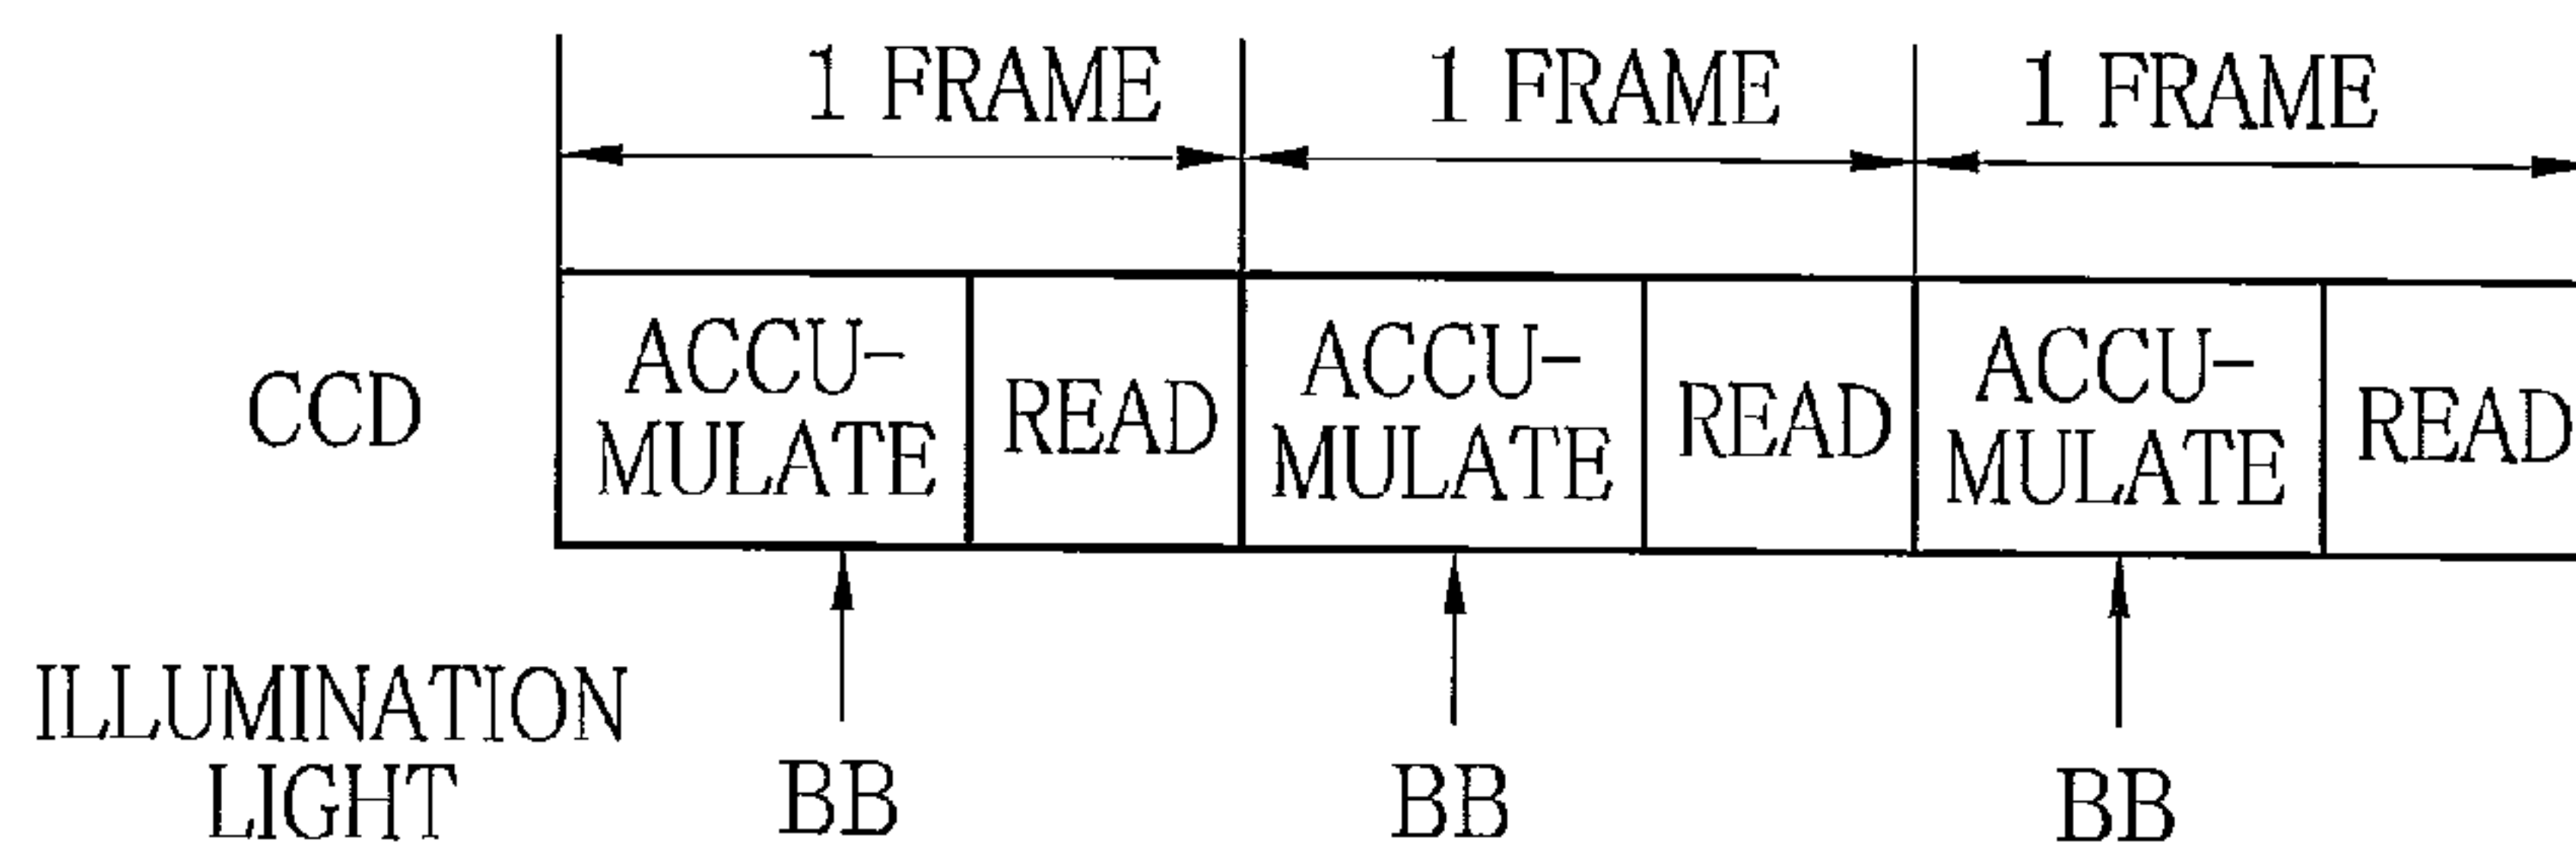 1 FRAME 1 FRAME 1 FRAME
CCD
ACCU-
MULATE
READ
ACCU-
MULATE
READ
ACCU-
MULATE
READ
ILLUMINATION
LIGHT
BB BB BB